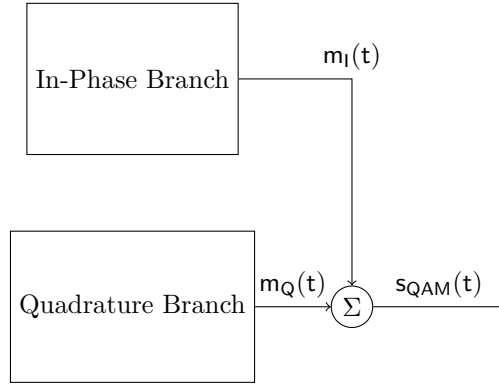 m_I(t)
In-Phase Branch
m_Q(t)
s_QAM(t)
Quadrature Branch
Σ